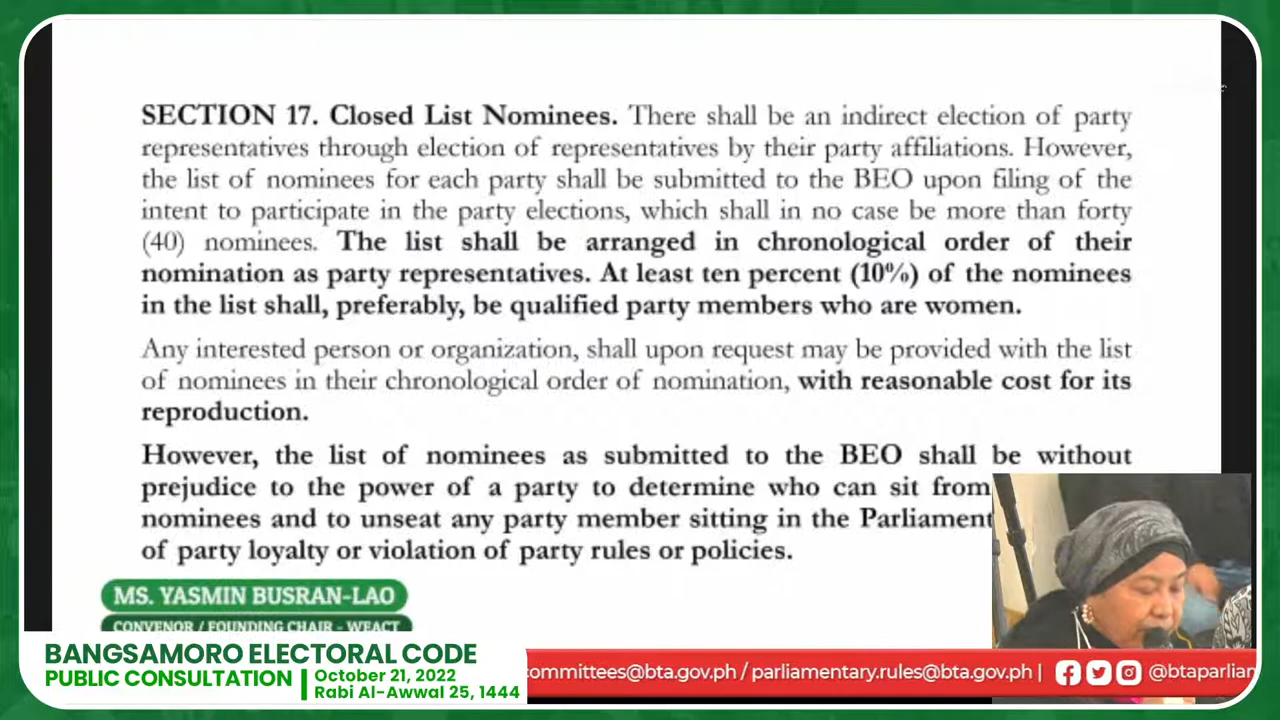 SECTION 17. Closed List Nominees. There shall be an indirect election of party
representatives through election of representatives by their party affiliations. However,
the list of nominees for each party shall be submitted to the BEO upon filing of the
intent to participate in the party elections, which shall in no case be more than forty
(40) nominees. The list shall be arranged in chronological order of their
nomination as party representatives. At least ten percent (10%) of the nominees
in the list shall, preferably, be qualified party members who are women.
Any interested person or organization, shall upon request may be provided with the list
of nominees in their chronological order of nomination, with reasonable cost for its
reproduction.
However, the list of nominees as submitted to the BEO shall be without
prejudice to the power of a party to determine who can sit from
nominees and to unseat any party member sitting in the Parliament
of party loyalty or violation of party rules or policies.
MS. YASMIN BUSRAN-LAO
CONVENOR / FOUNDING CHAIR - WEACT
BANGSAMORO ELECTORAL CODE
PUBLIC CONSULTATION | October 21, 2022
Rabi Al-Awwal 25, 1444
ommittees@bta.gov.ph / parliamentary.rules@bta.gov.ph | @btaparlian